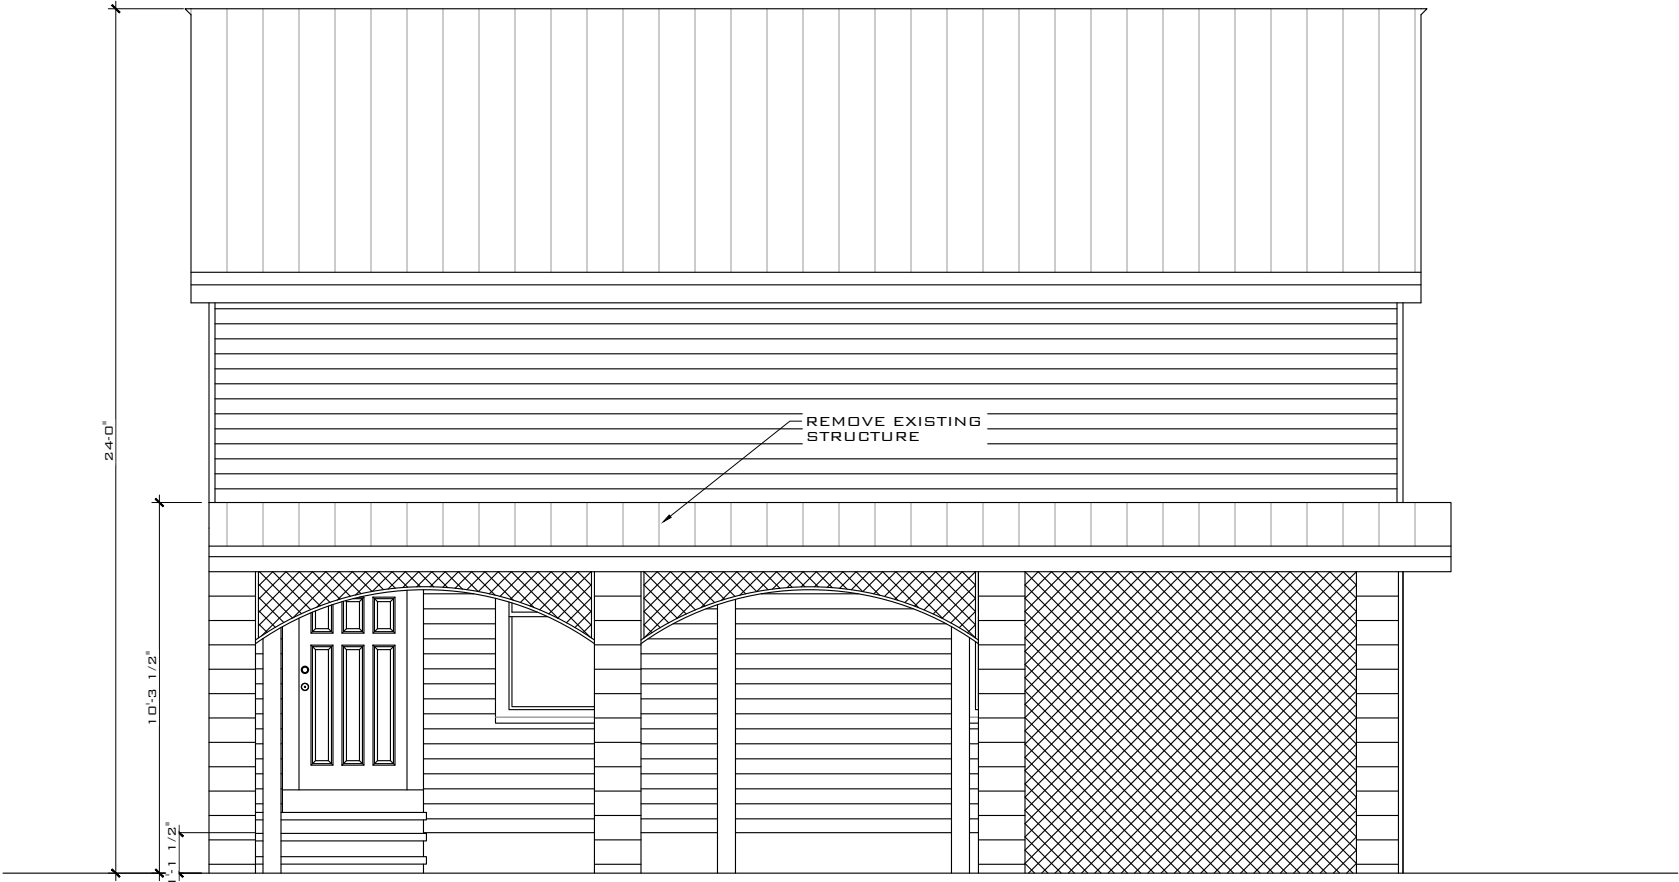 24-0"
REMOVE EXISTING
STRUCTURE
10'-3 1/2"
1'-1 1/2"